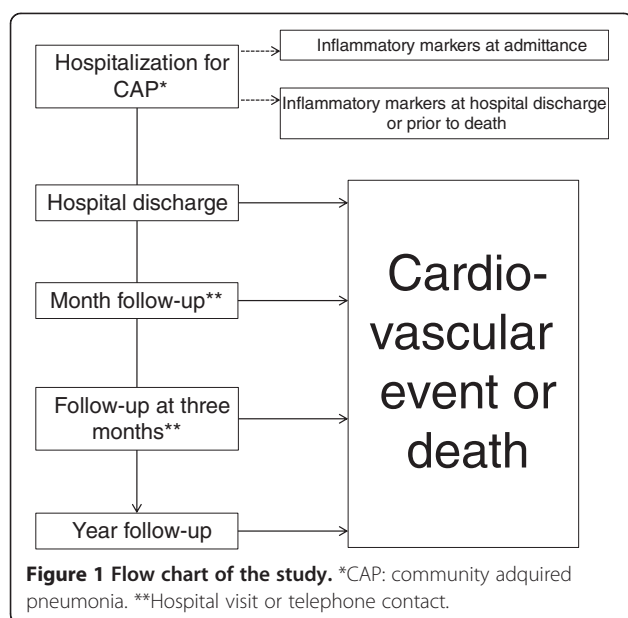 Hospitalization for
CAP*
Inflammatory markers at admittance
Inflammatory markers at hospital discharge
or prior to death
Hospital discharge
Month follow-up**
Follow-up at three
months**
Year follow-up
Cardio-
vascular
event or
death
Figure 1 Flow chart of the study. *CAP: community adquired
pneumonia. **Hospital visit or telephone contact.